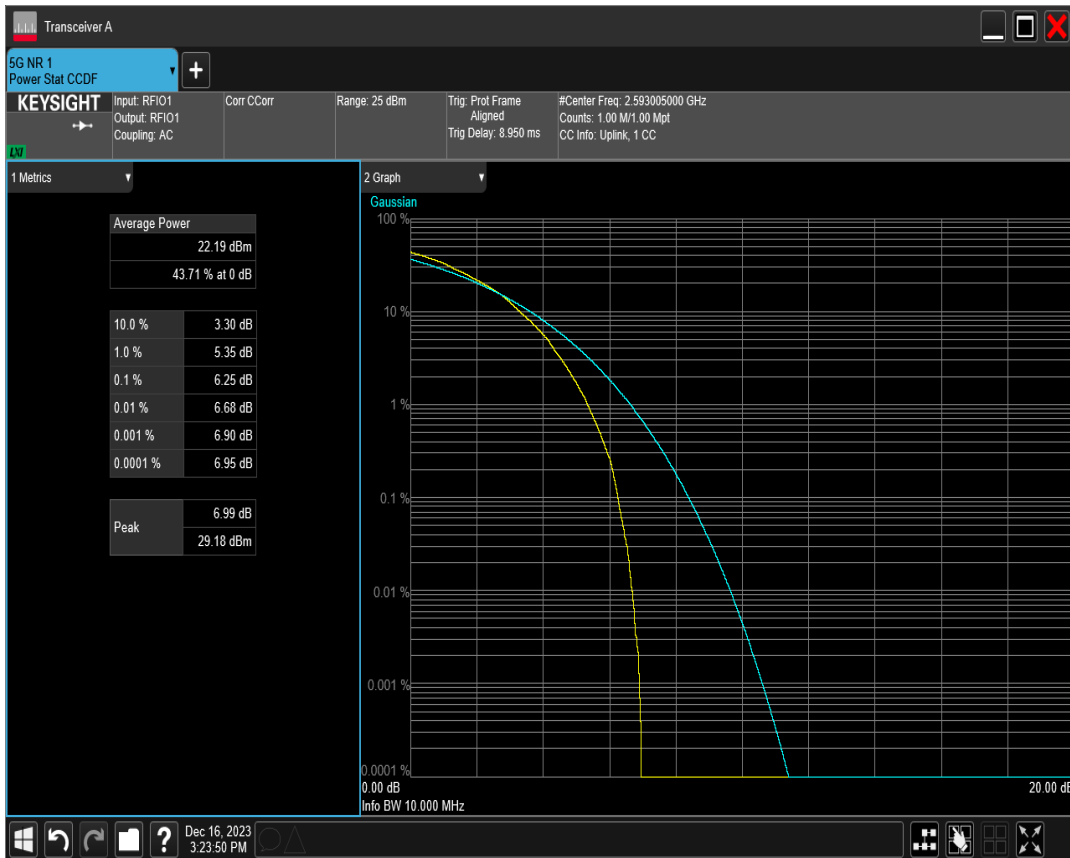 Transceiver A
5G NR 1
Power Stat CCDF
+
KEYSIGHT
LXI
Input: RFIO1
Output: RFIO1
Coupling: AC
Corr CCorr
Range: 25 dBm
Trig: Prot Frame
Aligned
Trig Delay: 8.950 ms
#Center Freq: 2.593005000 GHz
Counts: 1.00 M/1.00 Mpt
CC Info: Uplink, 1 CC
1 Metrics
Average Power
22.19 dBm
43.71 % at 0 dB
10.0 % 3.30 dB
1.0 % 5.35 dB
0.1 % 6.25 dB
0.01 % 6.68 dB
0.001 % 6.90 dB
0.0001 % 6.95 dB
Peak
6.99 dB
29.18 dBm
2 Graph
Gaussian
100 %
10 %
1 %
0.1 %
0.01 %
0.001 %
0.0001 %
0.00 dB 20.00 dB
Info BW 10.000 MHz
?
Dec 16, 2023
3:23:50 PM